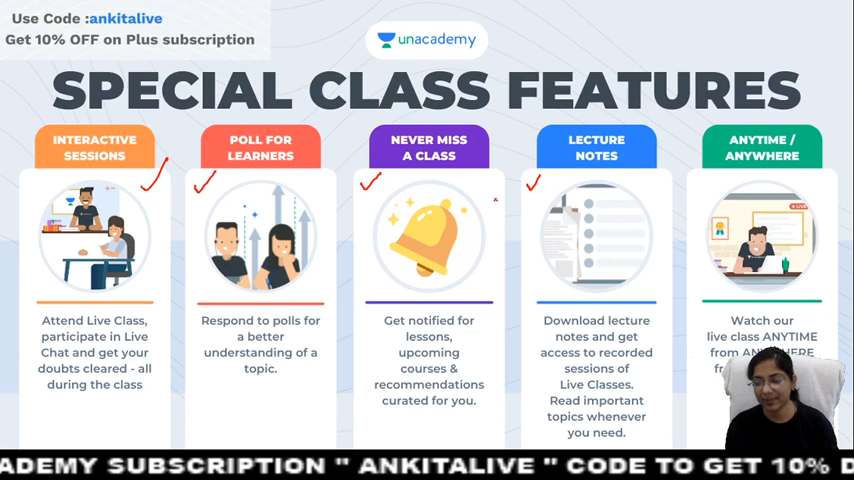 Use Code :ankitalive
Get 10% OFF on Plus subscription
unacademy
SPECIAL CLASS FEATURES
INTERACTIVE
SESSIONS
Attend Live Class,
participate in Live
Chat and get your
doubts cleared - all
during the class
POLL FOR
LEARNERS
Respond to polls for
a better
understanding of a
topic.
NEVER MISS
A CLASS
Get notified for
lessons,
upcoming
courses &
recommendations
curated for you.
LECTURE
NOTES
Download lecture
notes and get
access to recorded
sessions of
Live Classes.
Read important
topics whenever
you need.
ANYTIME /
ANYWHERE
LIVE
Watch our
live class ANYTIME
from ANYWHERE
ADEMY SUBSCRIPTION " ANKITALIVE " CODE TO GET 10% D